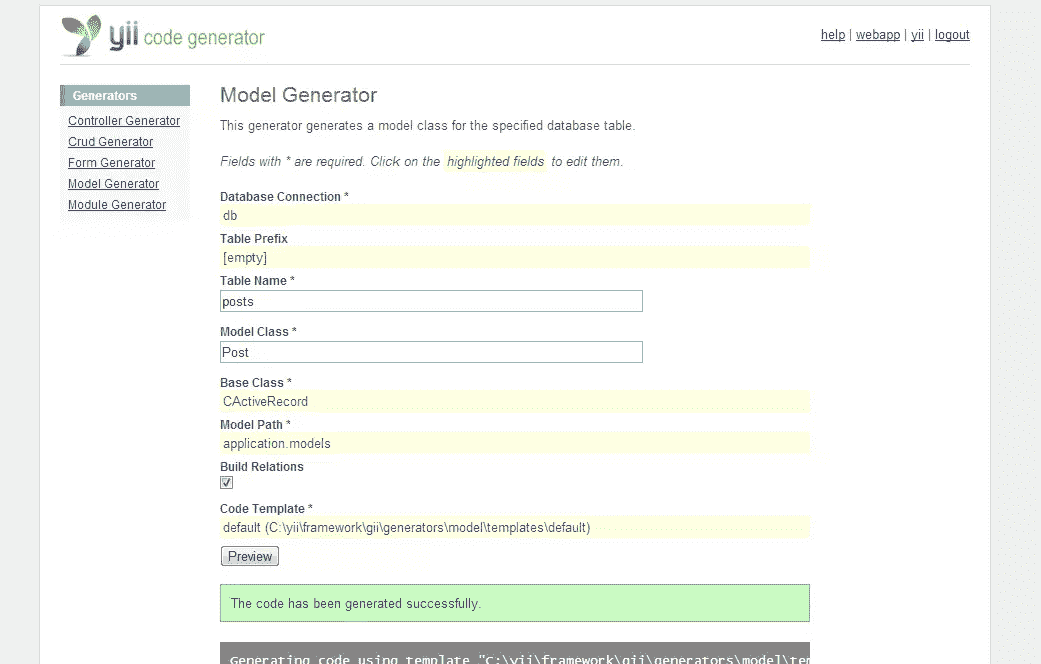 yii code generator
help | webapp | yii | logout
Generators
Controller Generator
Crud Generator
Form Generator
Model Generator
Module Generator
Model Generator
This generator generates a model class for the specified database table.
Fields with * are required. Click on the highlighted fields to edit them.
Database Connection *
db
Table Prefix
[empty]
Table Name *
posts
Model Class *
Post
Base Class *
CActiveRecord
Model Path *
application.models
Build Relations
Code Template *
default (C:\yii\framework\gii\generators\model\templates\default)
Preview
The code has been generated successfully.
Generating code using template "C:\yii\framework\gii\generators\model\tem